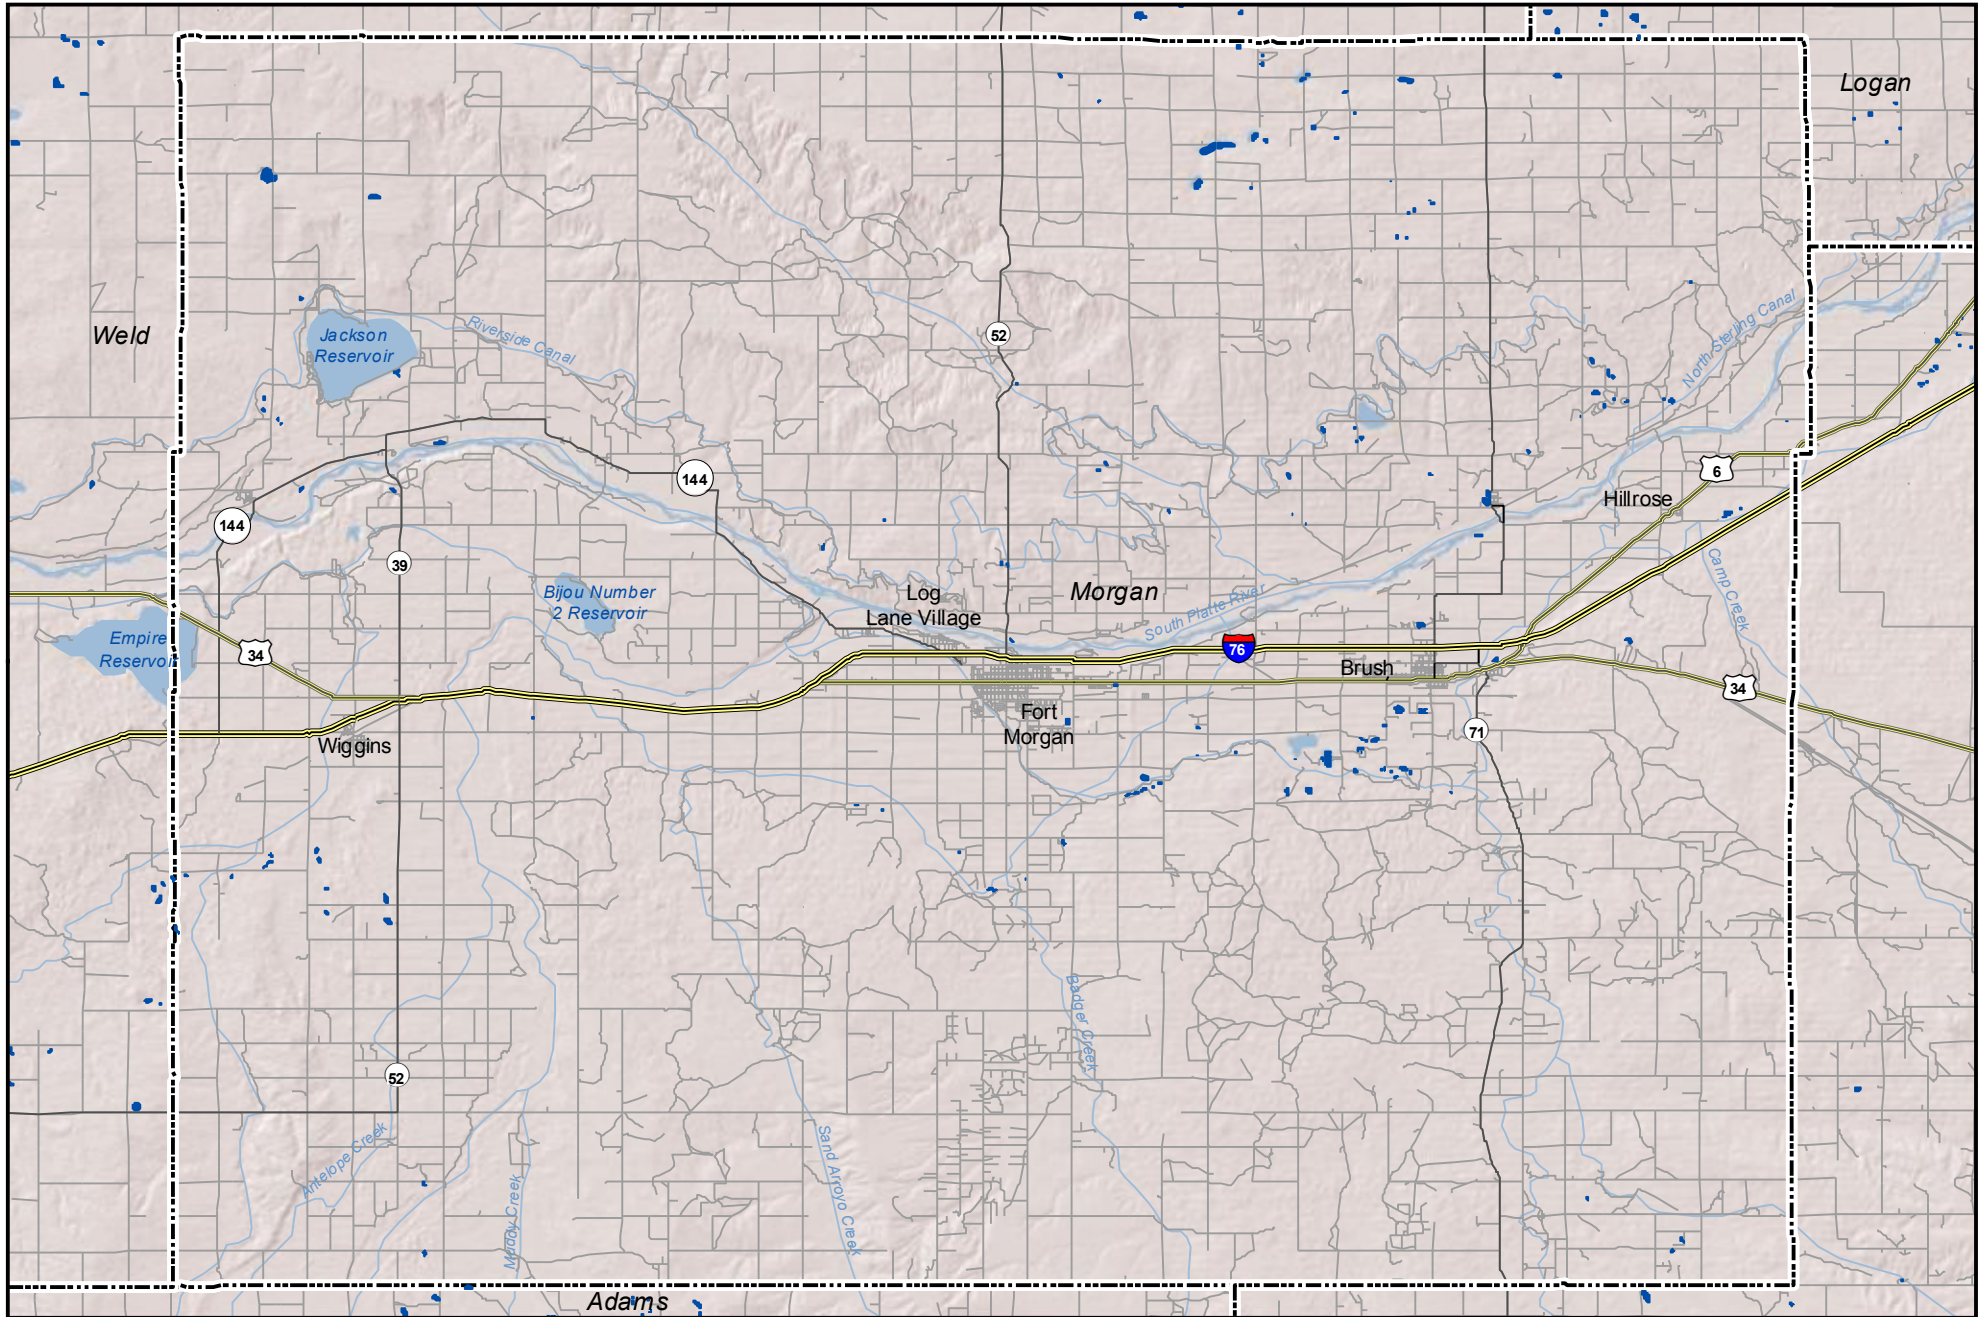 Logan
Weld
Jackson
Reservoir
Riverside Canal
52
North Sterling Canal
144
6
Hillrose
144
39
Bijou Number
2 Reservoir
Log
Lane Village
Morgan
South Platte River
Camp Creek
Empire
Reservoir
34
76
Brush
34
Fort
Morgan
71
Wiggins
Badger Creek
52
Antelope Creek
Muddy Creek
Sand Arroyo Creek
Adams